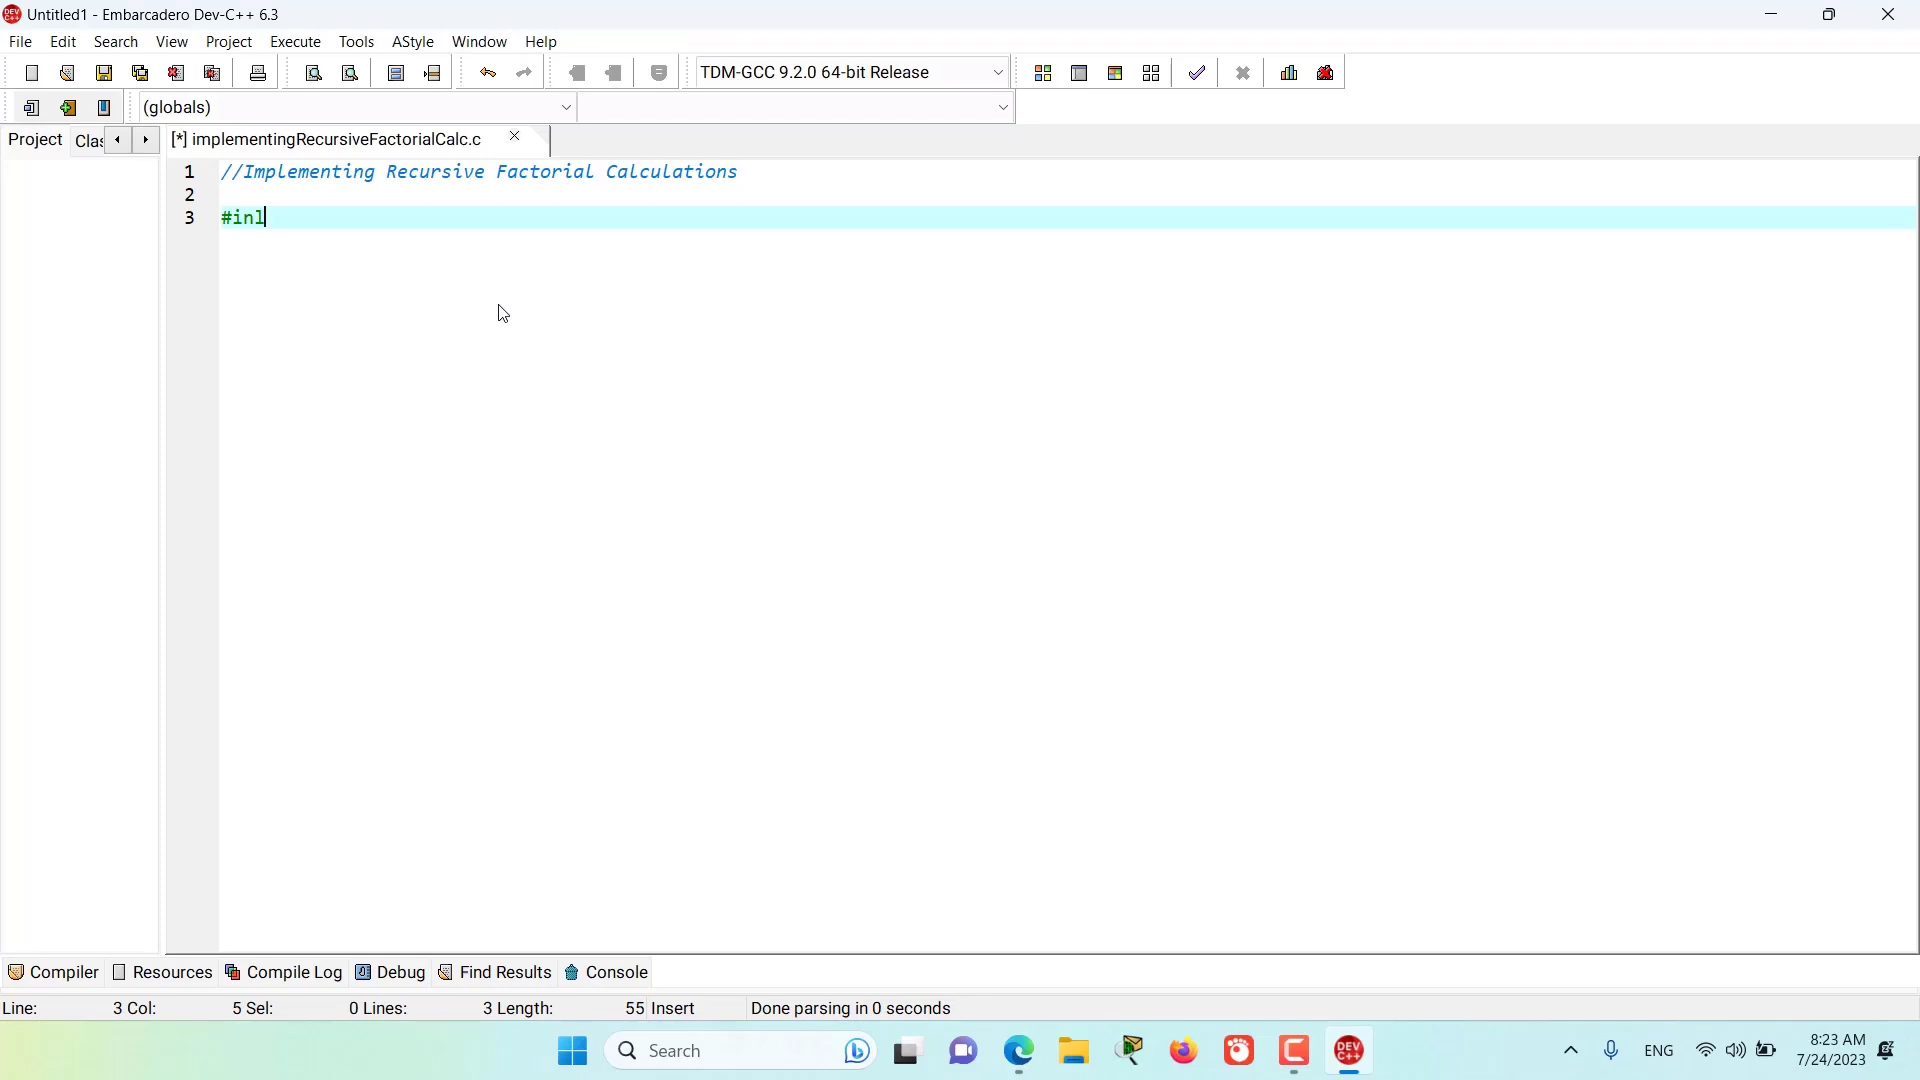 Untitled1 - Embarcadero Dev-C++ 6.3
File Edit Search View Project Execute Tools AStyle Window Help
TDM-GCC 9.2.0 64-bit Release
(globals)
Project Clas [*] implementingRecursiveFactorialCalc.c
1 //Implementing Recursive Factorial Calculations
2
3 #inl
Compiler Resources Compile Log Debug Find Results Console
Line: 3 Col: 5 Sel: 0 Lines: 3 Length: 55 Insert Done parsing in 0 seconds
Search DEV C++ ENG 8:23 AM
7/24/2023